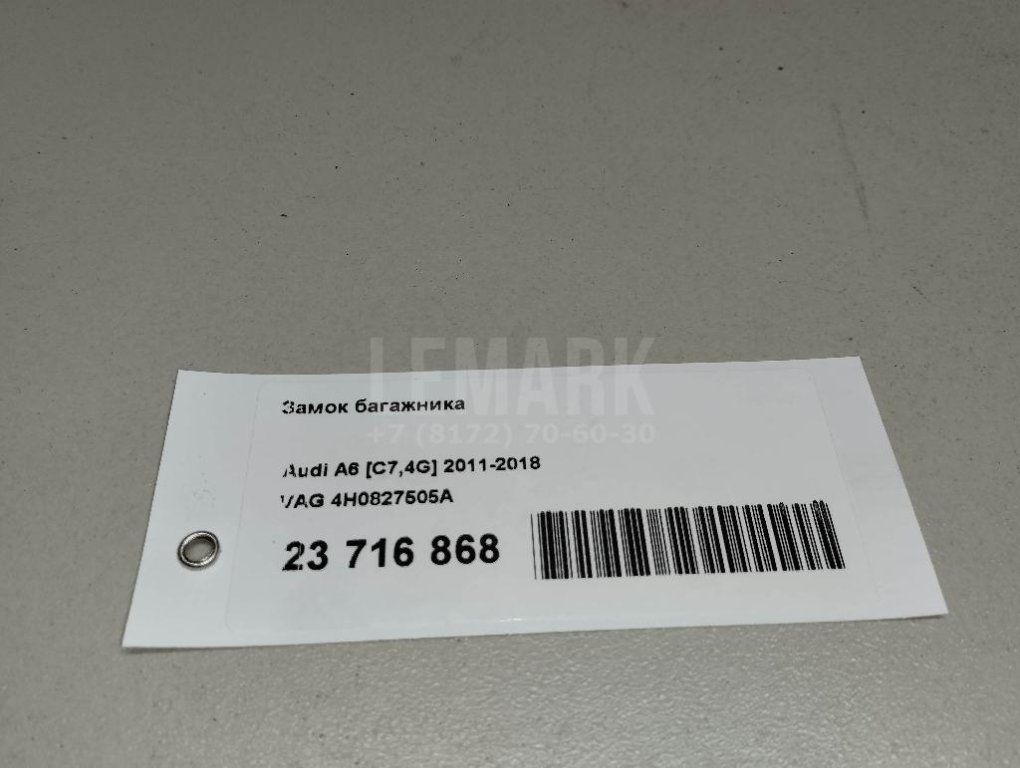 LEMARK
Замок багажника
+7 (8172) 70-60-30
Audi A6 [C7,4G] 2011-2018
VAG 4H0827505A
23 716 868